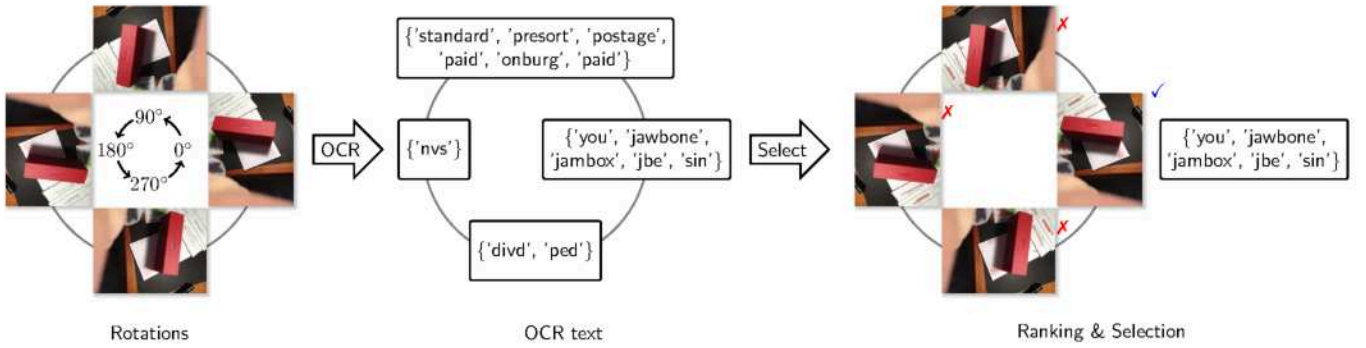 {'standard', 'presort', 'postage',
'paid', 'onburg', 'paid'}
90°
180°
0°
270°
OCR
{'nvs'}
{'you', 'jawbone',
'jambox', 'jbe', 'sin'}
{'divd', 'ped'}
Select
✗
✗
✓
✗
{'you', 'jawbone',
'jambox', 'jbe', 'sin'}
Rotations
OCR text
Ranking & Selection